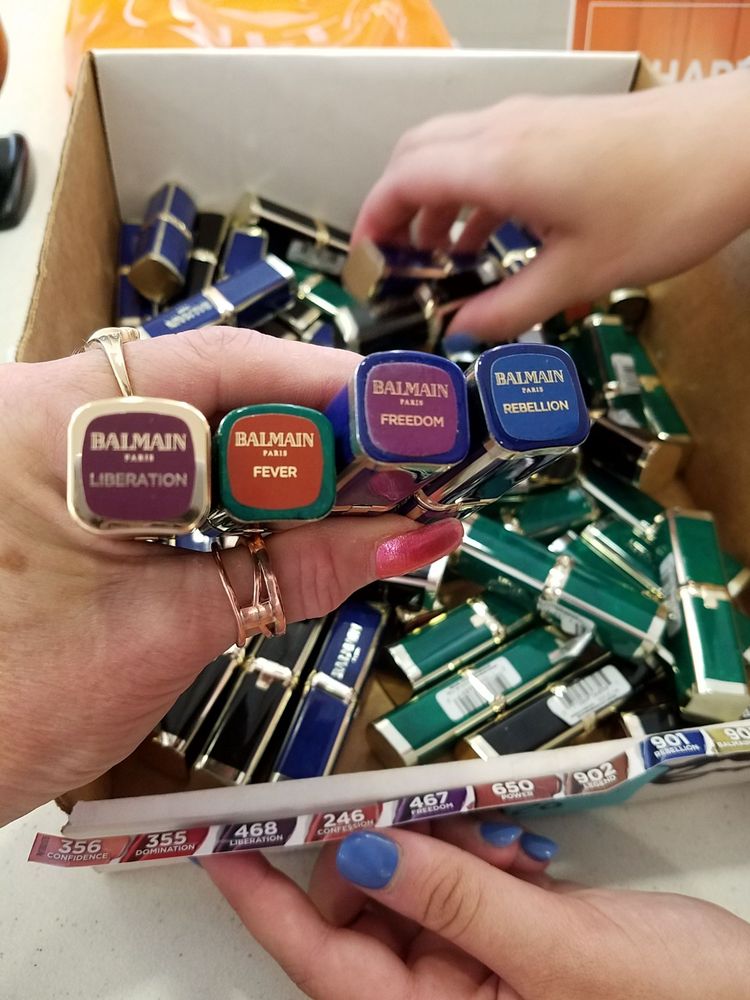 BALMAIN
PARIS
LIBERATION
BALMAIN
PARIS
FEVER
BALMAIN
PARIS
FREEDOM
BALMAIN
PARIS
REBELLION
356
CONFIDENCE
355
DOMINATION
468
LIBERATION
246
CONFESSION
467
FREEDOM
650
POWER
902
LEGEND
901
REBELLION